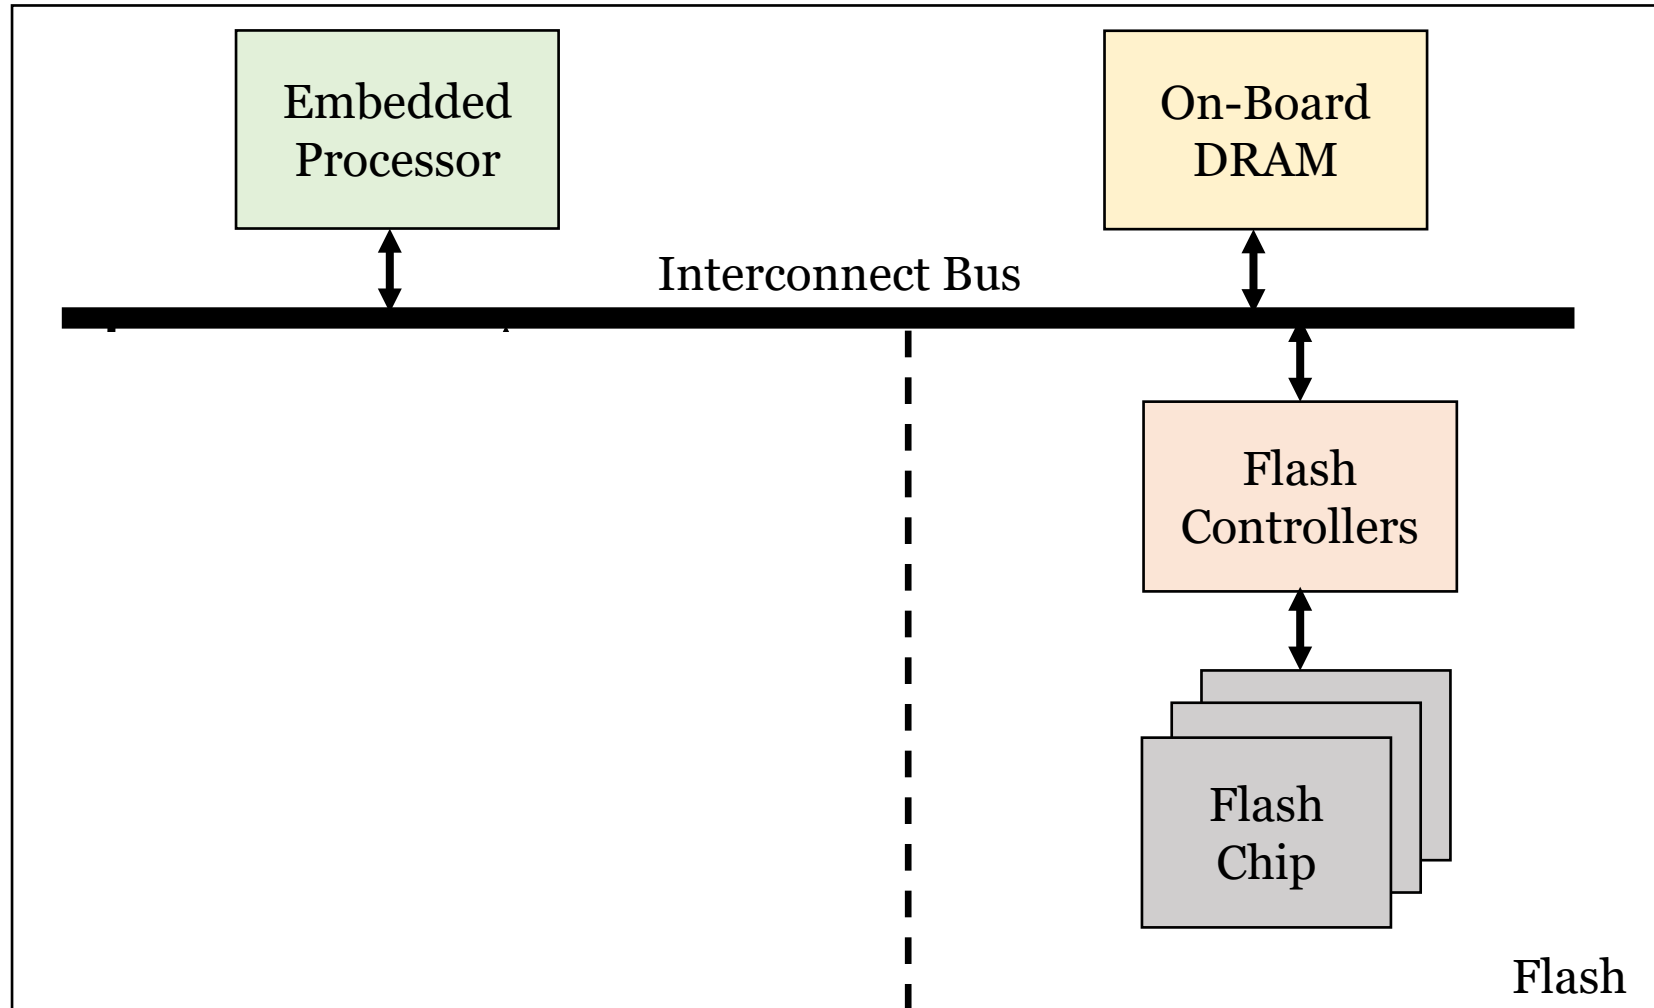 Embedded
Processor
On-Board
DRAM
Interconnect Bus
Flash
Controllers
Flash
Chip
Flash